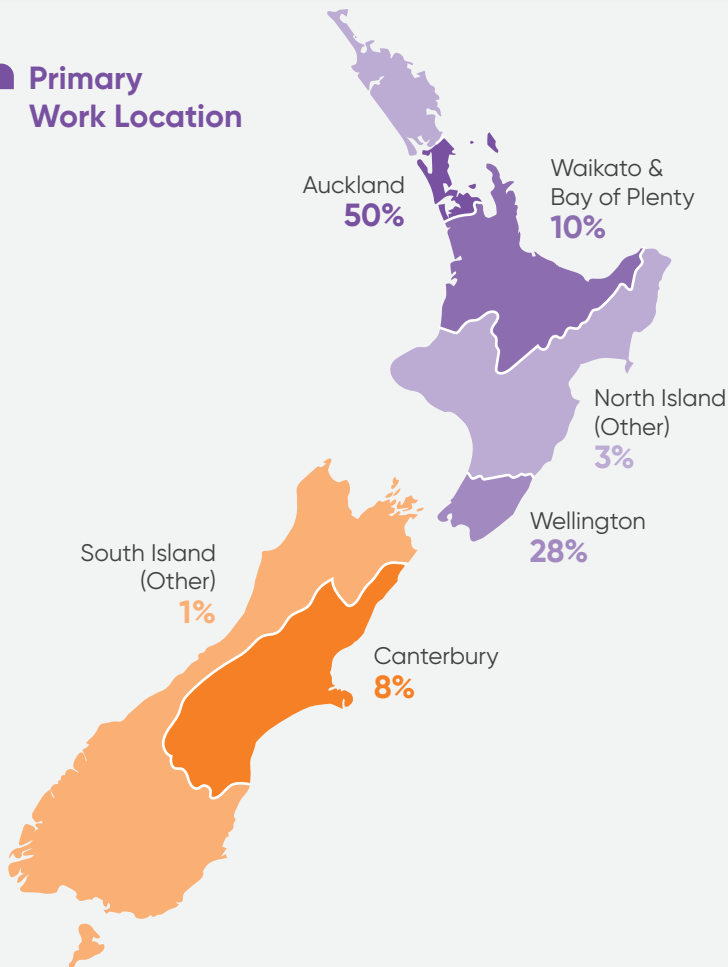 Primary
Work Location
Auckland
50%
Waikato &
Bay of Plenty
10%
North Island
(Other)
3%
Wellington
28%
South Island
(Other)
1%
Canterbury
8%